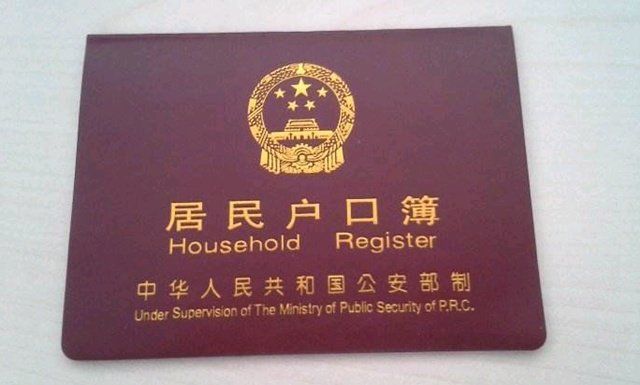 居民户口簿
Household Register
中华人民共和国公安部制
Under Supervision of The Ministry of Public Security of P.R.C.